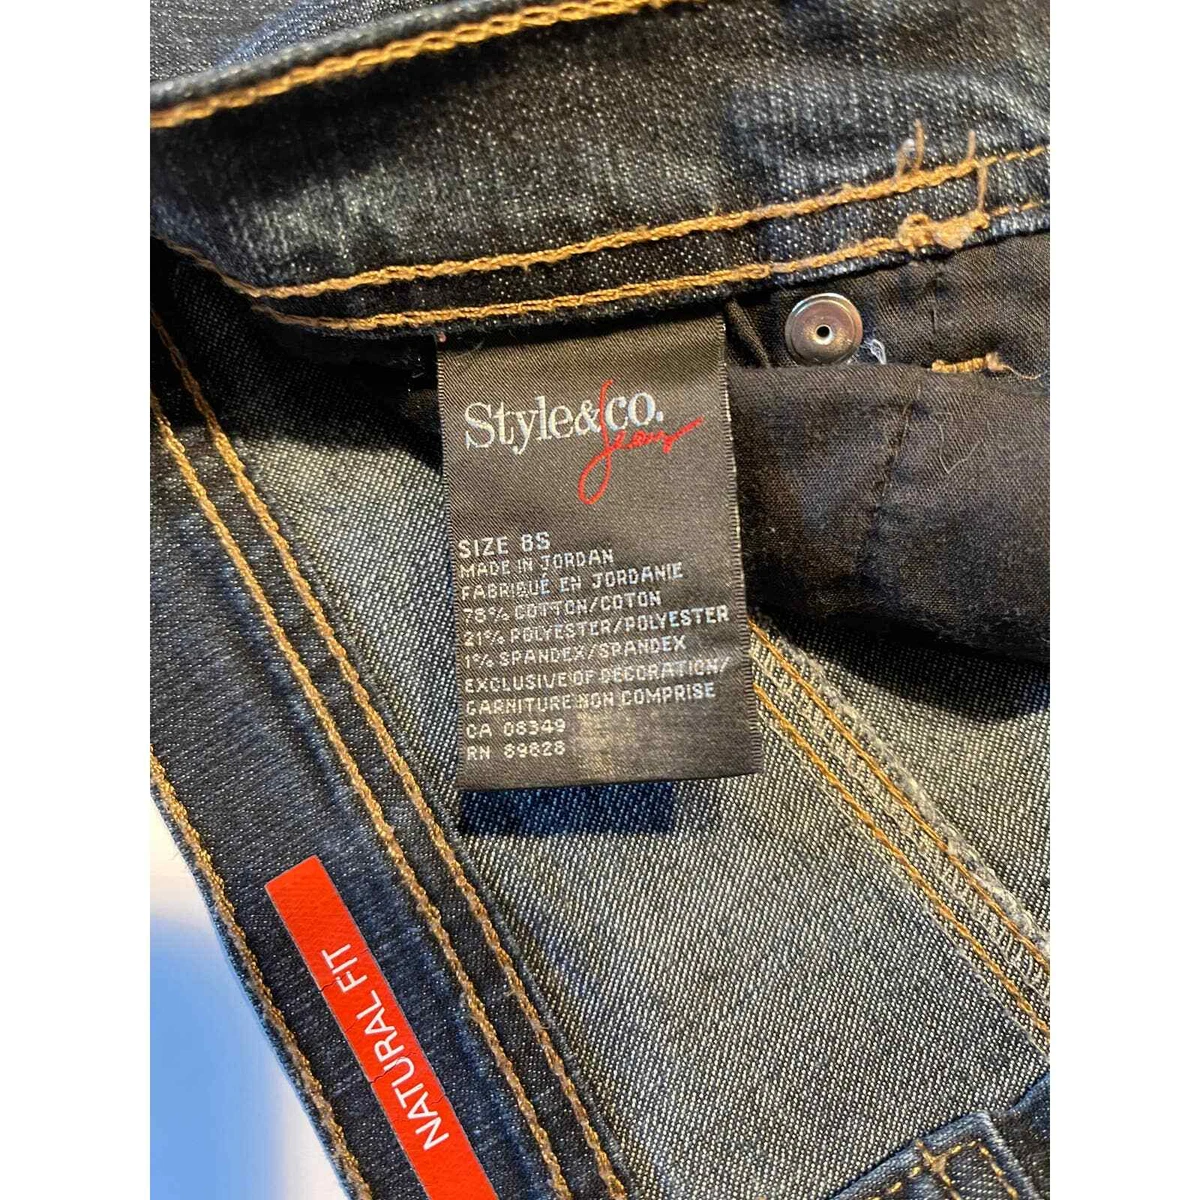 Style&co.
Jeans
SIZE 8S
MADE IN JORDAN
FABRIQUÉ EN JORDANIE
78% COTTON/COTON
21% POLYESTER/POLYESTER
1% SPANDEX/SPANDEX
EXCLUSIVE OF DECORATION/
GARNITURE NON COMPRISE
CA 08349
RN 89828
NATURAL FIT